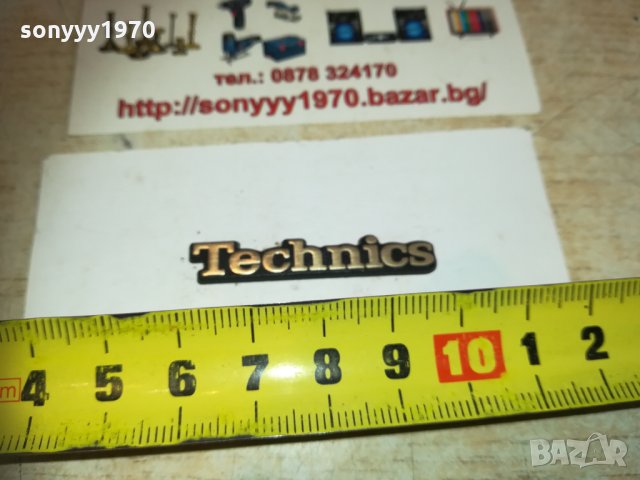 sonyyy1970
тел.: 0878 324170
http://sonyyy1970.bazar.bg/
Technics
m 4 5 6 7 8 9 10 1 2
BAZAR